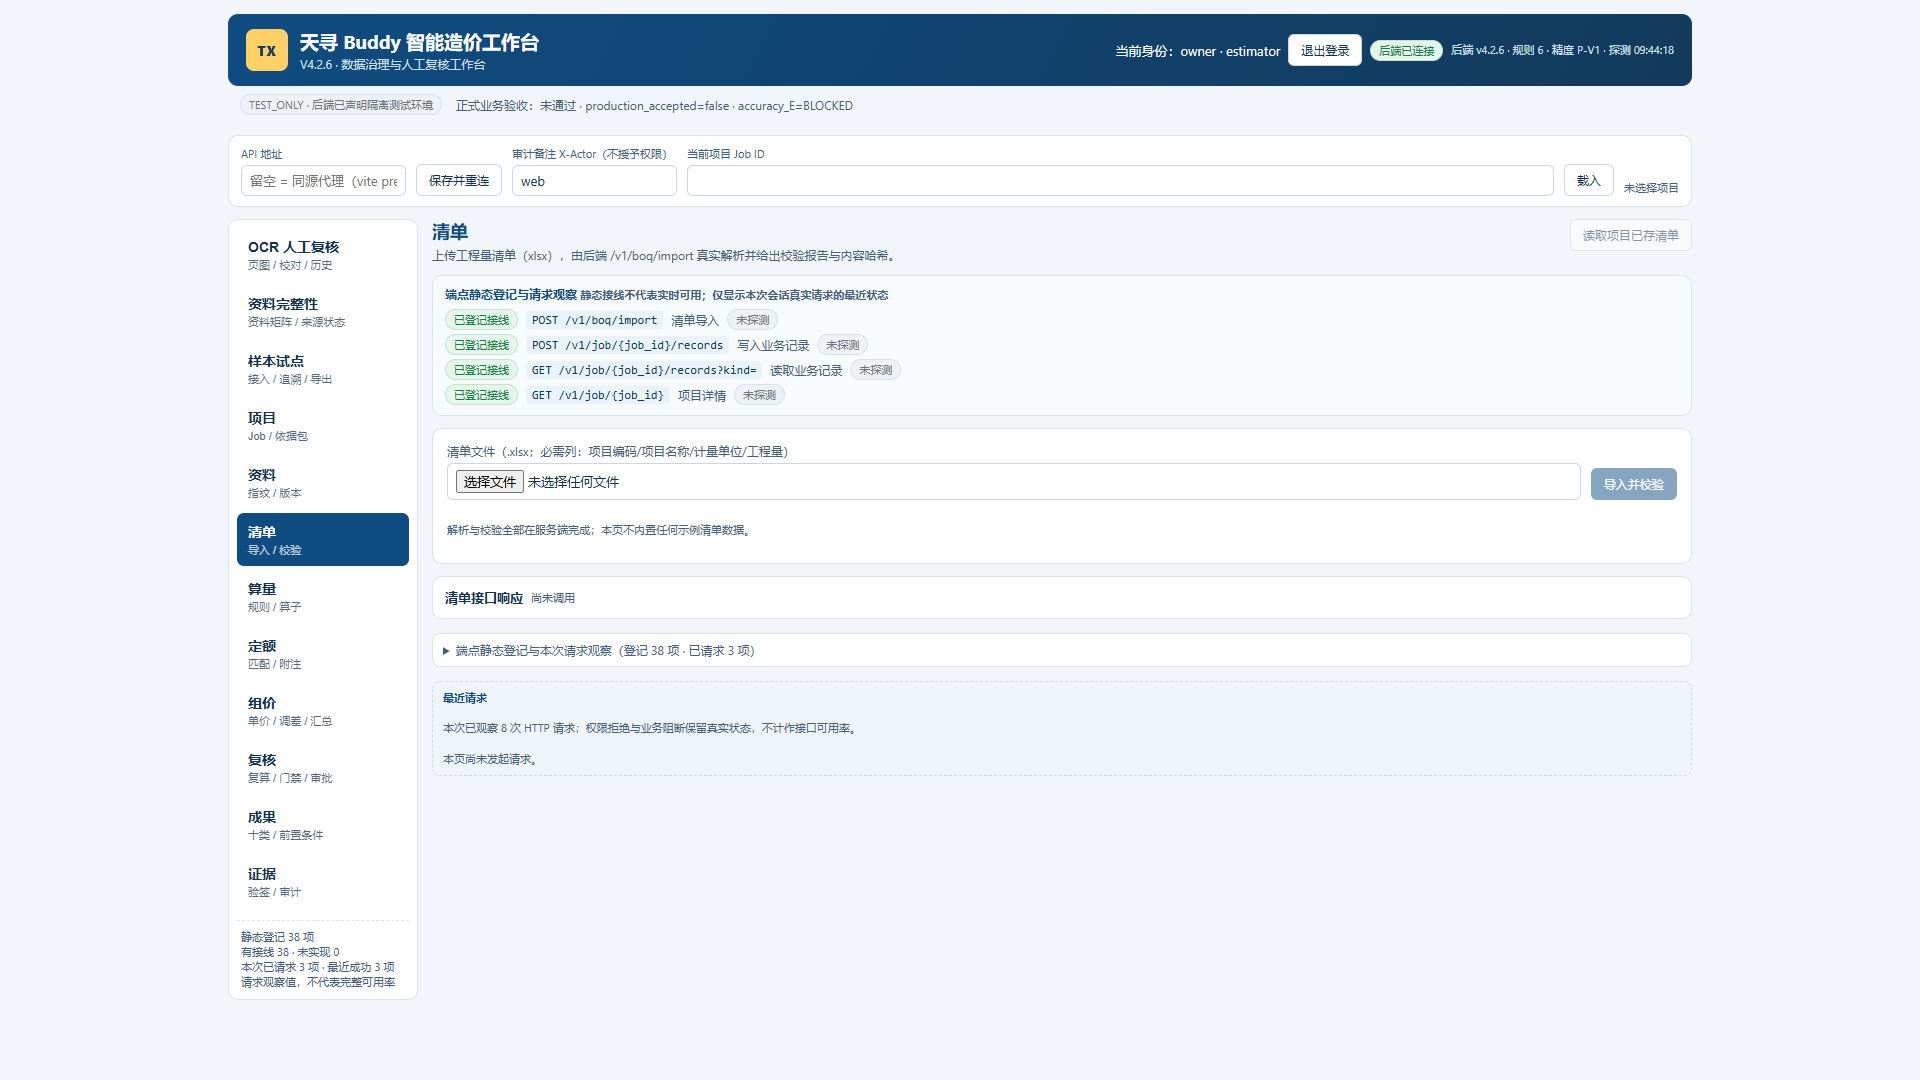 TX
天寻 Buddy 智能造价工作台
V4.2.6 · 数据治理与人工复核工作台
当前身份：owner · estimator
退出登录
后端已连接
后端 v4.2.6 · 规则 6 · 精度 P-V1 · 探测 09:44:18
TEST_ONLY · 后端已声明隔离测试环境
正式业务验收：未通过 · production_accepted=false · accuracy_E=BLOCKED
API 地址
留空 = 同源代理（vite pre
保存并重连
审计备注 X-Actor（不授予权限）
web
当前项目 Job ID
载入
未选择项目
OCR 人工复核
页图 / 校对 / 历史
资料完整性
资料矩阵 / 来源状态
样本试点
接入 / 追溯 / 导出
项目
Job / 依据包
资料
指纹 / 版本
清单
导入 / 校验
算量
规则 / 算子
定额
匹配 / 附注
组价
单价 / 调差 / 汇总
复核
复算 / 门禁 / 审批
成果
十类 / 前置条件
证据
验签 / 审计
静态登记 38 项
有接线 38 · 未实现 0
本次已请求 3 项 · 最近成功 3 项
请求观察值，不代表完整可用率
清单
上传工程量清单（xlsx），由后端 /v1/boq/import 真实解析并给出校验报告与内容哈希。
读取项目已存清单
端点静态登记与请求观察 静态接线不代表实时可用；仅显示本次会话真实请求的最近状态
已登记接线 POST /v1/boq/import 清单导入 未探测
已登记接线 POST /v1/job/{job_id}/records 写入业务记录 未探测
已登记接线 GET /v1/job/{job_id}/records?kind= 读取业务记录 未探测
已登记接线 GET /v1/job/{job_id} 项目详情 未探测
清单文件（.xlsx；必需列：项目编码/项目名称/计量单位/工程量）
选择文件 未选择任何文件
导入并校验
解析与校验全部在服务端完成；本页不内置任何示例清单数据。
清单接口响应 尚未调用
▶ 端点静态登记与本次请求观察（登记 38 项 · 已请求 3 项）
最近请求
本次已观察 8 次 HTTP 请求；权限拒绝与业务阻断保留真实状态，不计作接口可用率。
本页尚未发起请求。